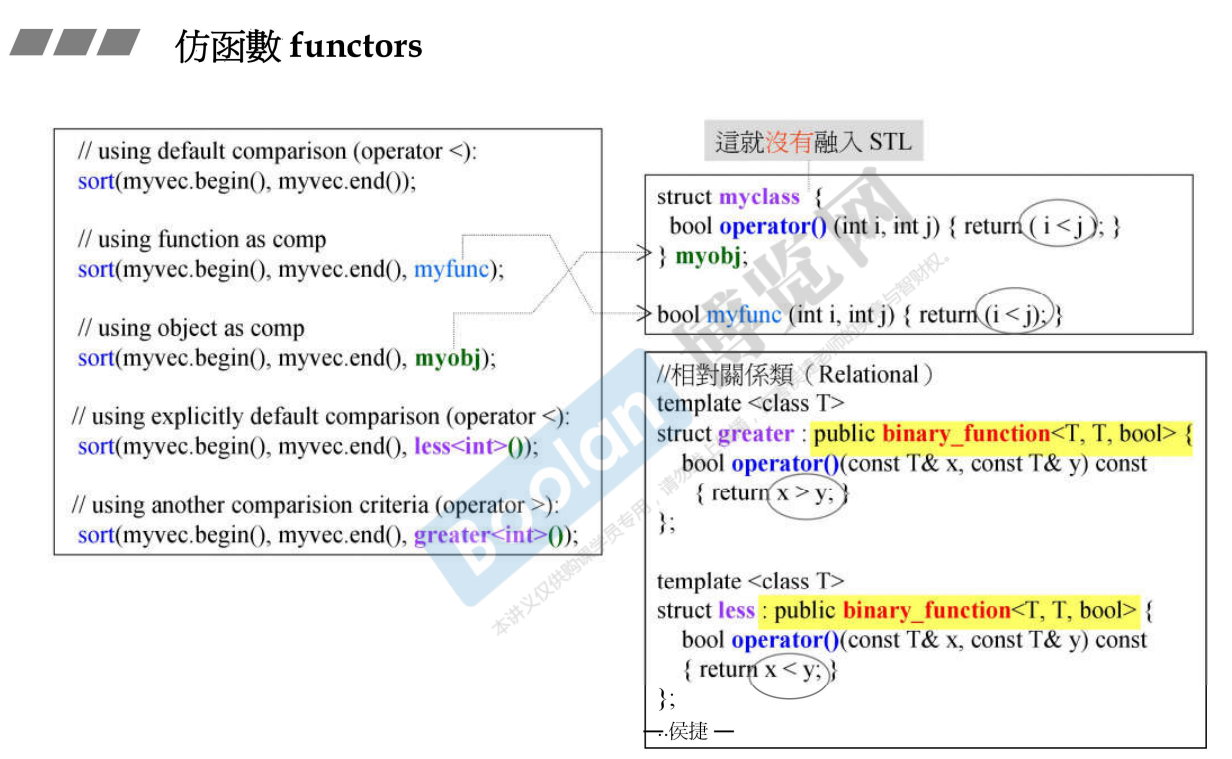 仿函數 functors
// using default comparison (operator <):
sort(myvec.begin(), myvec.end());
// using function as comp
sort(myvec.begin(), myvec.end(), myfunc);
// using object as comp
sort(myvec.begin(), myvec.end(), myobj);
// using explicitly default comparison (operator <):
sort(myvec.begin(), myvec.end(), less<int>());
// using another comparision criteria (operator >):
sort(myvec.begin(), myvec.end(), greater<int>());
這就沒有融入 STL
struct myclass {
bool operator() (int i, int j) { return ( i < j ); }
} myobj;
bool myfunc (int i, int j) { return (i < j); }
//相對關係類（Relational）
template <class T>
struct greater : public binary_function<T, T, bool> {
bool operator()(const T& x, const T& y) const
{ return x > y; }
};
template <class T>
struct less : public binary_function<T, T, bool> {
bool operator()(const T& x, const T& y) const
{ return x < y; }
};
...侯捷 —
Boolan
博览网
本讲义仅供购课学员专用，请勿